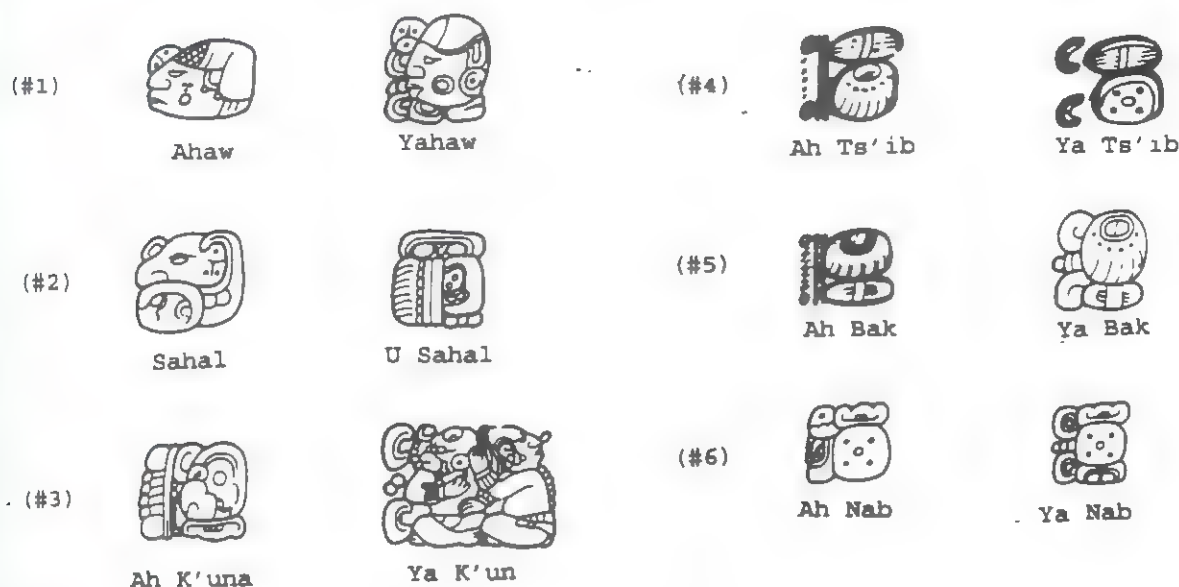 (#1)
Ahaw
Yahaw
(#2)
Sahal
U Sahal
(#3)
Ah K'una
Ya K'un
(#4)
Ah Ts'ib
Ya Ts'ıb
(#5)
Ah Bak
Ya Bak
(#6)
Ah Nab
Ya Nab